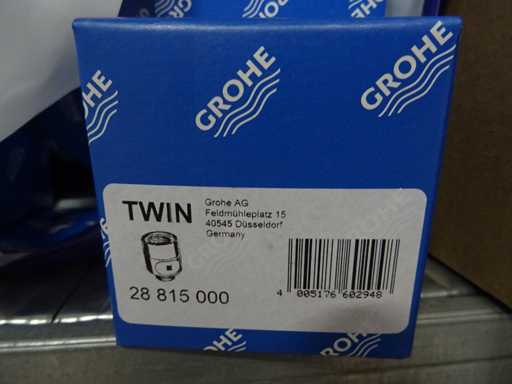 GROHE
GROHE
GROHE
TWIN
Grohe AG
Feldmühleplatz 15
40545 Düsseldorf
Germany
28 815 000
4 005176 602948
GROHE